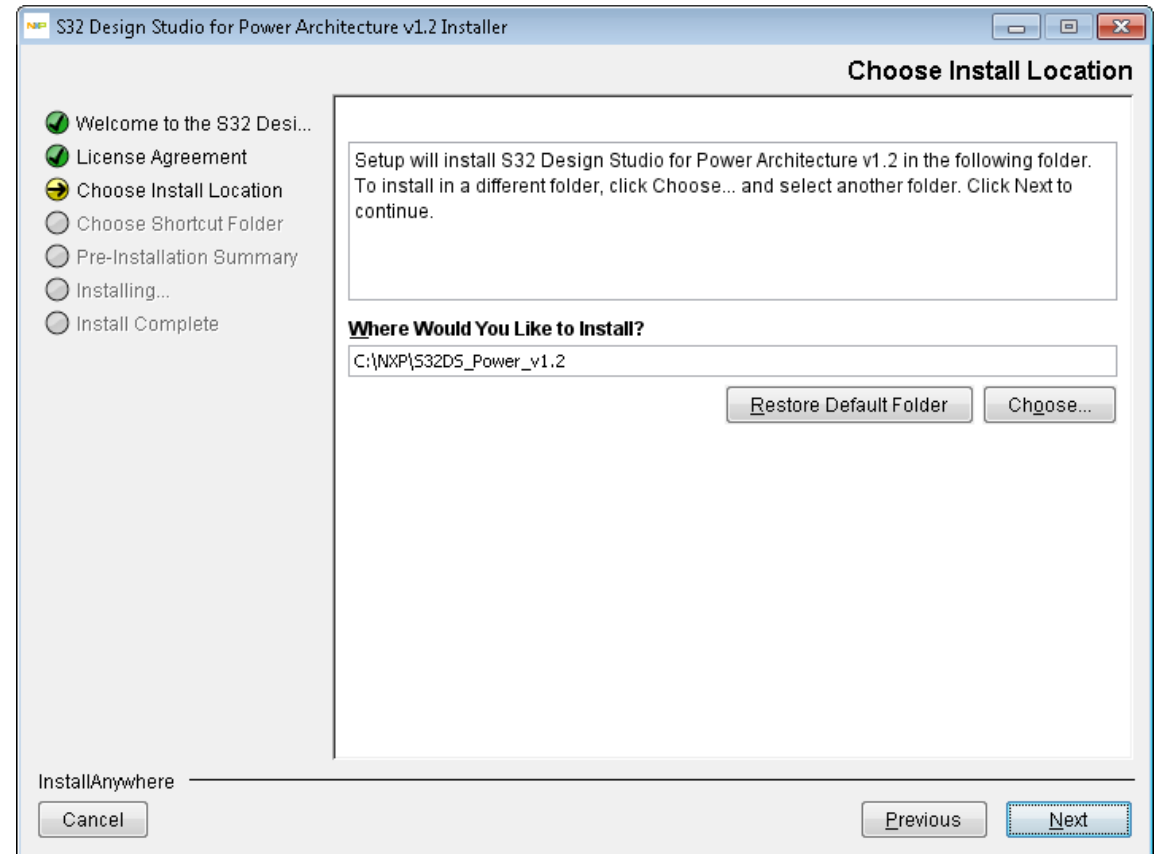 NXP S32 Design Studio for Power Architecture v1.2 Installer
Choose Install Location
Welcome to the S32 Desi...
License Agreement
Choose Install Location
Choose Shortcut Folder
Pre-Installation Summary
Installing...
Install Complete
Setup will install S32 Design Studio for Power Architecture v1.2 in the following folder.
To install in a different folder, click Choose... and select another folder. Click Next to
continue.
Where Would You Like to Install?
C:\NXP\S32DS_Power_v1.2
Restore Default Folder Choose...
InstallAnywhere
Cancel Previous Next